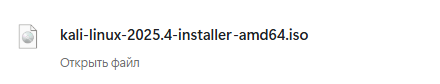 kali-linux-2025.4-installer-amd64.iso
Открыть файл